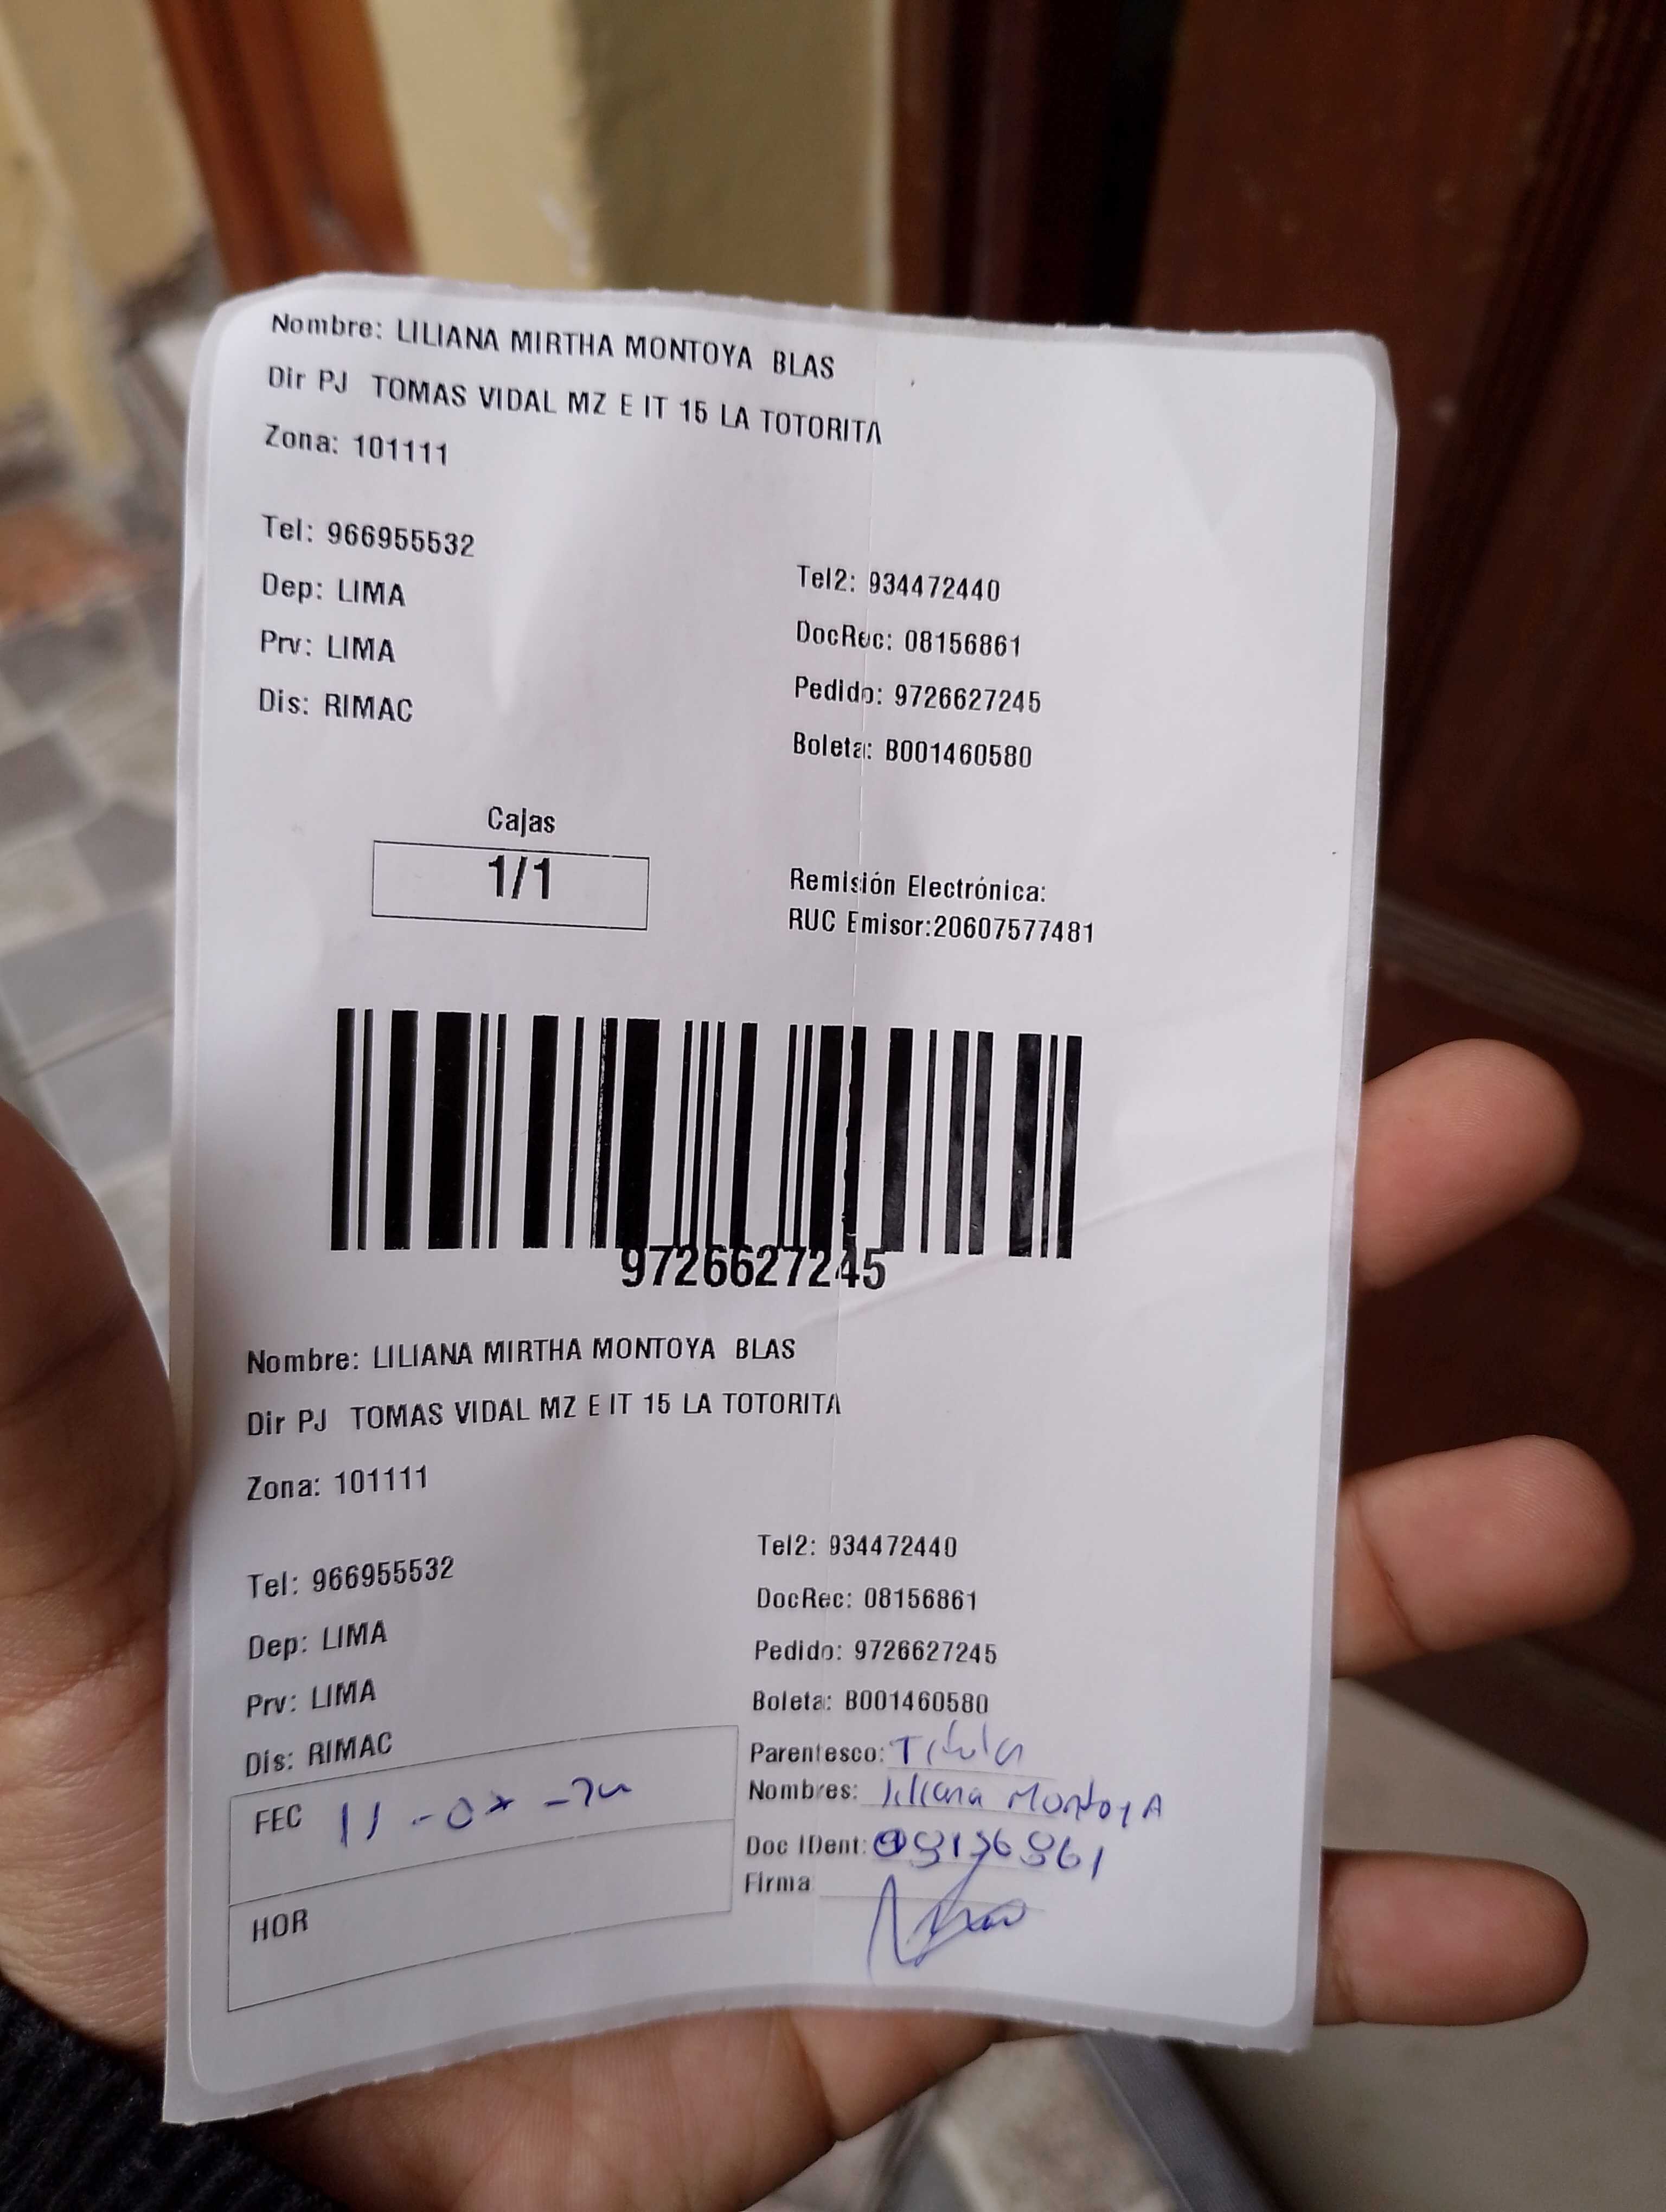 Nombre: LILIANA MIRTHA MONTOYA BLAS
Dir PJ TOMAS VIDAL MZ E IT 15 LA TOTORITA
Zona: 101111
Tel: 966955532
Dep: LIMA
Prv: LIMA
Dis: RIMAC
Tel2: 934472440
DocRec: 08156861
Pedido: 9726627245
Boleta: B001460580
Cajas
1/1
Remisión Electrónica:
RUC Emisor:20607577481
9726627245
Nombre: LILIANA MIRTHA MONTOYA BLAS
Dir PJ TOMAS VIDAL MZ E IT 15 LA TOTORITA
Zona: 101111
Tel: 966955532
Dep: LIMA
Prv: LIMA
Dis: RIMAC
Tel2: 934472440
DocRec: 08156861
Pedido: 9726627245
Boleta: B001460580
Parentesco: Titula
Nombres: Liliana MontoyA
Doc IDent: 08156861
Firma
FEC
HOR